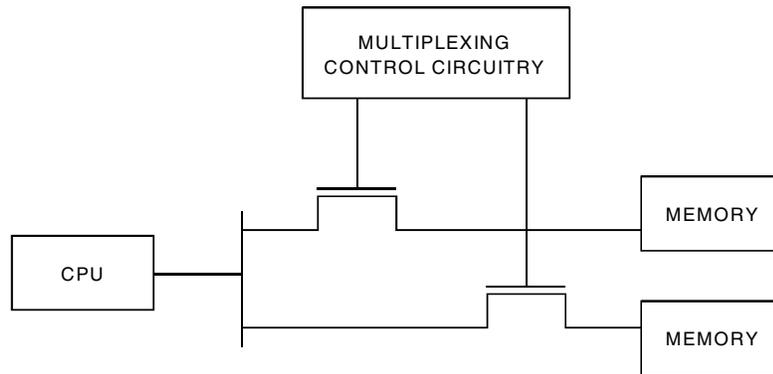 MULTIPLEXING
CONTROL CIRCUITRY
MEMORY
CPU
MEMORY